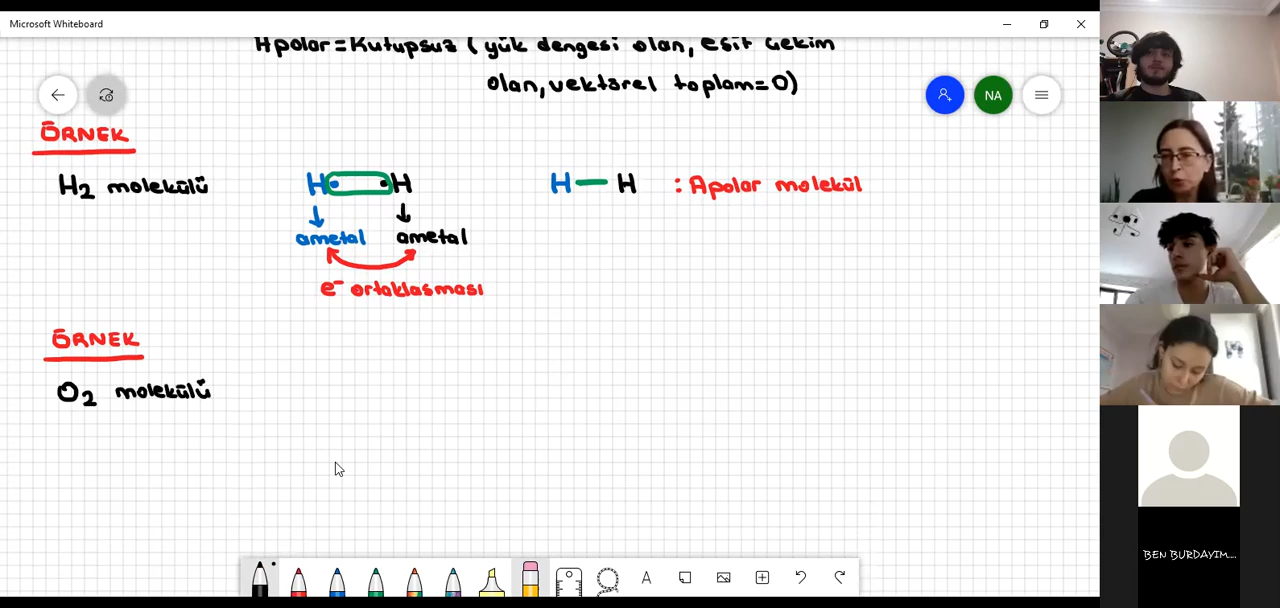 Microsoft Whiteboard
Apolar=Kutupsuz ( yük dengesi olan, eşit çekim
olan, vektörel toplam=0)
NA
ÖRNEK
H2 molekülü
H• •H
H — H
: Apolar molekül
ametal
ametal
e- ortaklaşması
ÖRNEK
O2 molekülü
A
BEN BURDAYIM...